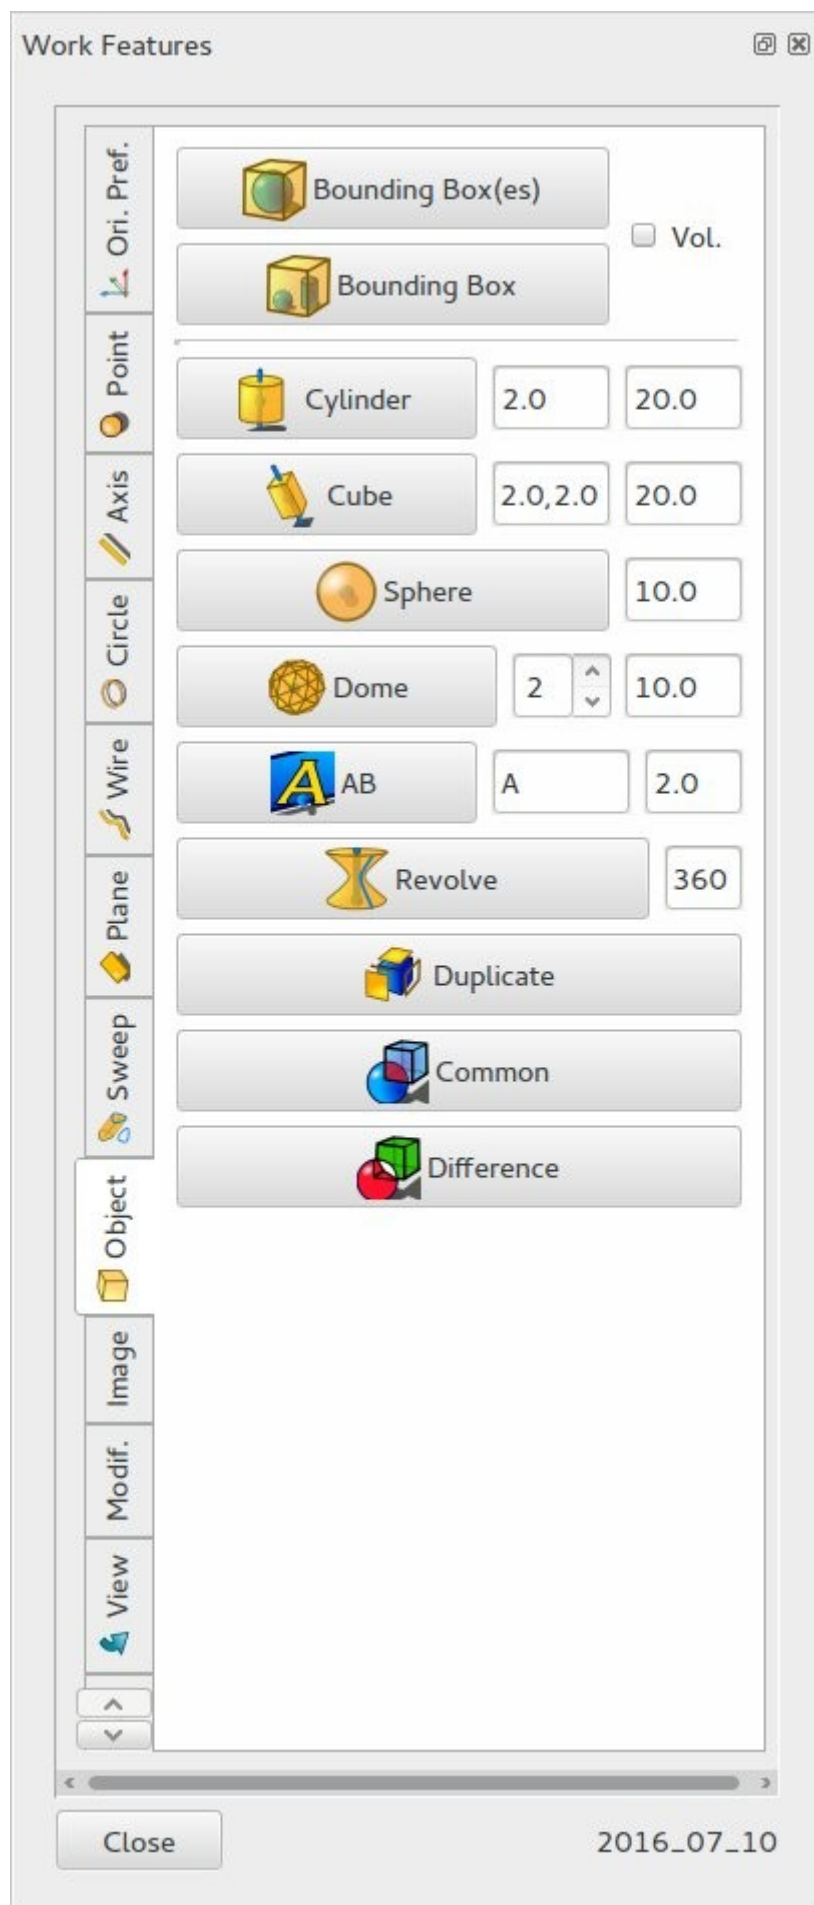 Work Features
Ori. Pref.
Point
Axis
Circle
Wire
Plane
Sweep
Object
Image
Modif.
View
Bounding Box(es)
Bounding Box
Vol.
Cylinder 2.0 20.0
Cube 2.0,2.0 20.0
Sphere 10.0
Dome 2 10.0
A AB A 2.0
Revolve 360
Duplicate
Common
Difference
Close 2016_07_10